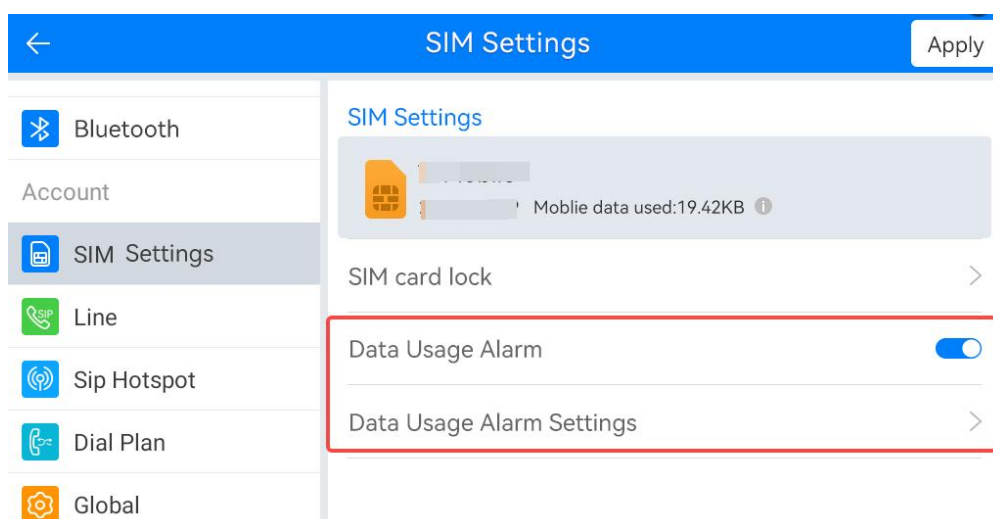 SIM Settings
Apply
Bluetooth
Account
SIM Settings
Line
Sip Hotspot
Dial Plan
Global
SIM Settings
Moblie data used:19.42KB
SIM card lock
Data Usage Alarm
Data Usage Alarm Settings